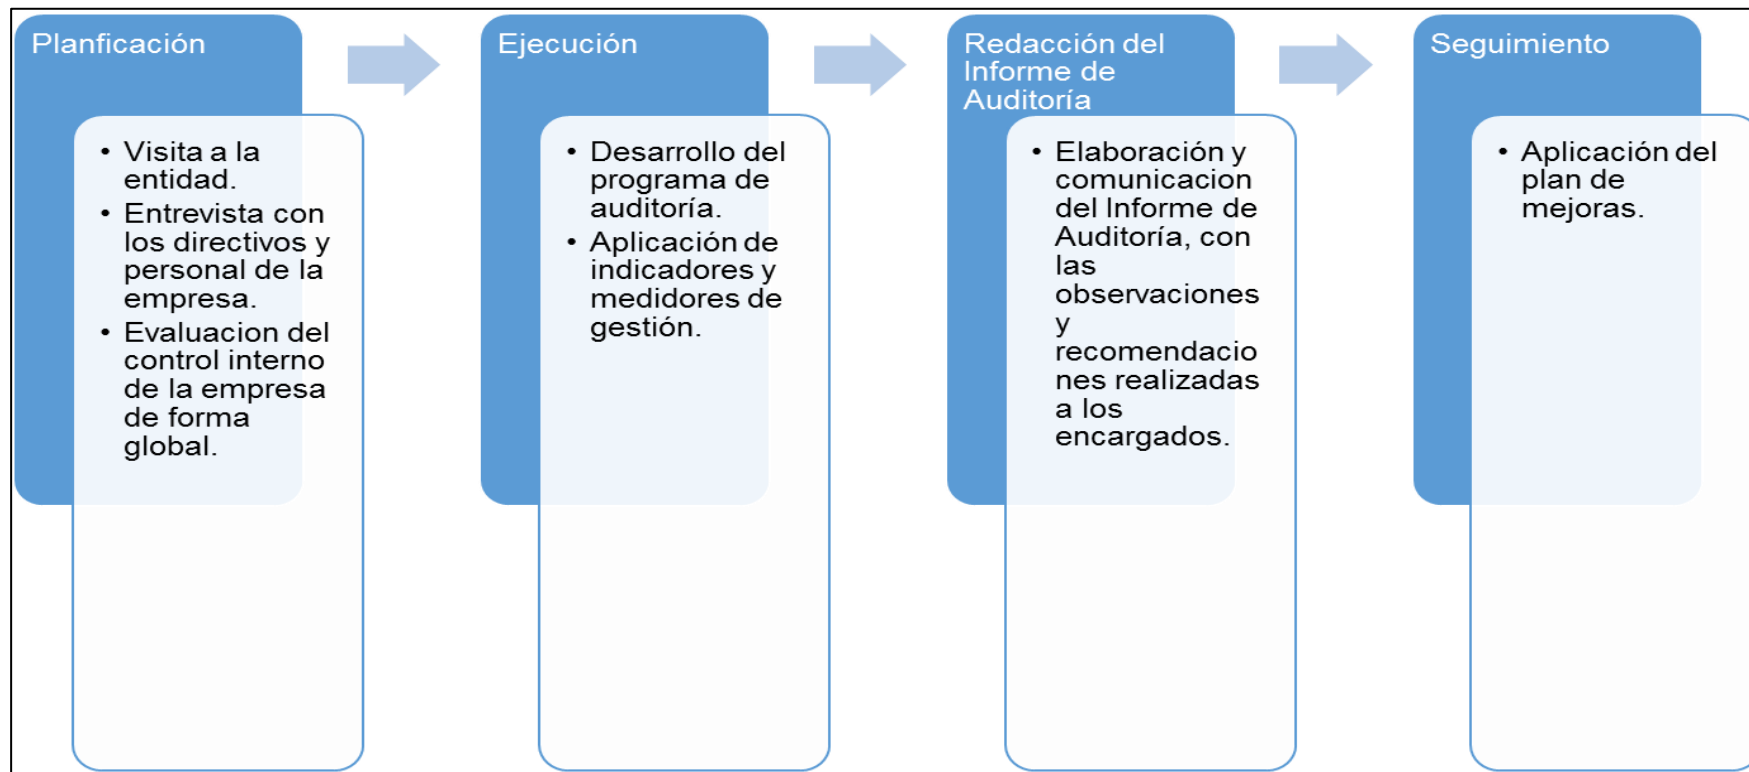 Planficación
• Visita a la
entidad.
• Entrevista con
los directivos y
personal de la
empresa.
• Evaluacion del
control interno
de la empresa
de forma
global.
Ejecución
• Desarrollo del
programa de
auditoría.
• Aplicación de
indicadores y
medidores de
gestión.
Redacción del
Informe de
Auditoría
• Elaboración y
comunicacion
del Informe de
Auditoría, con
las
observaciones
y
recomendacio
nes realizadas
a los
encargados.
Seguimiento
• Aplicación del
plan de
mejoras.